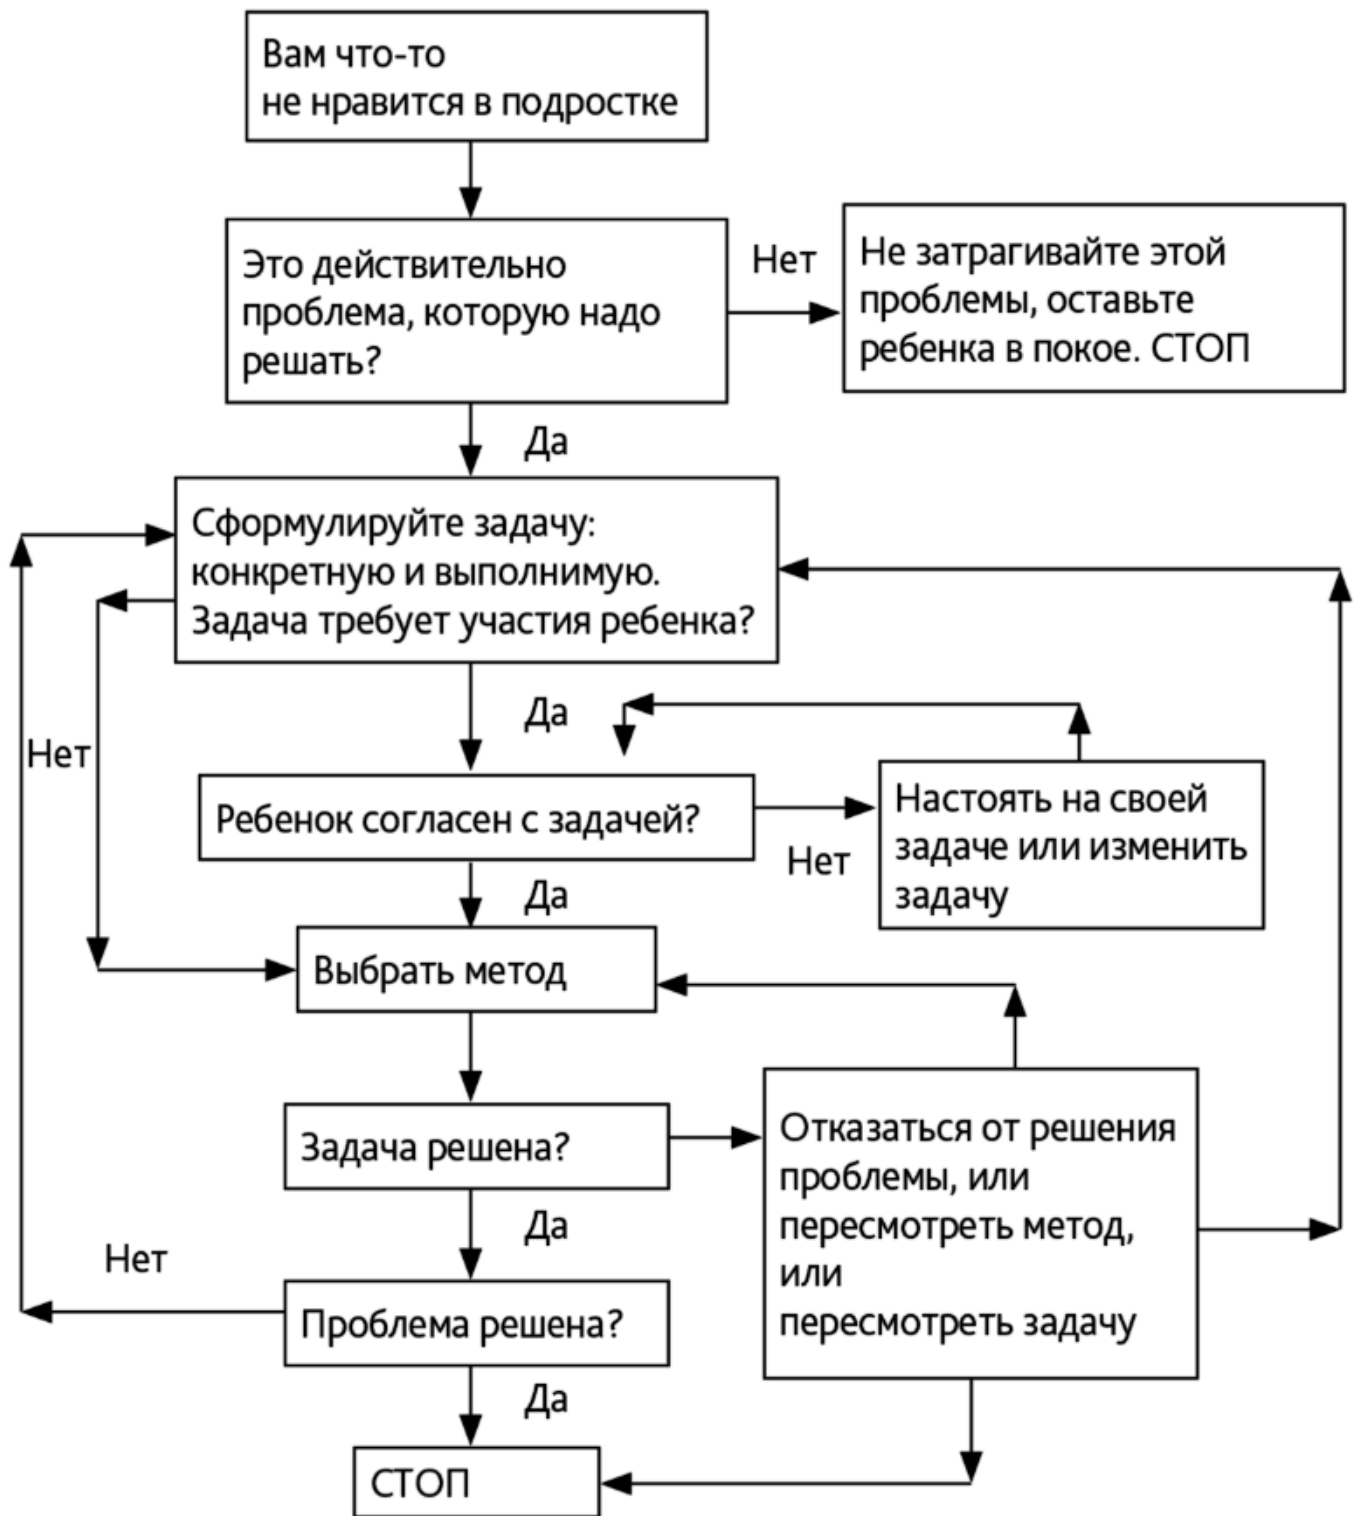 Вам что-то
не нравится в подростке
Это действительно
проблема, которую надо
решать?
Нет
Не затрагивайте этой
проблемы, оставьте
ребенка в покое. СТОП
Да
Сформулируйте задачу:
конкретную и выполнимую.
Задача требует участия ребенка?
Да
Нет
Ребенок согласен с задачей?
Нет
Настоять на своей
задаче или изменить
задачу
Да
Выбрать метод
Задача решена?
Отказаться от решения
проблемы, или
пересмотреть метод,
или
пересмотреть задачу
Да
Нет
Проблема решена?
Да
СТОП